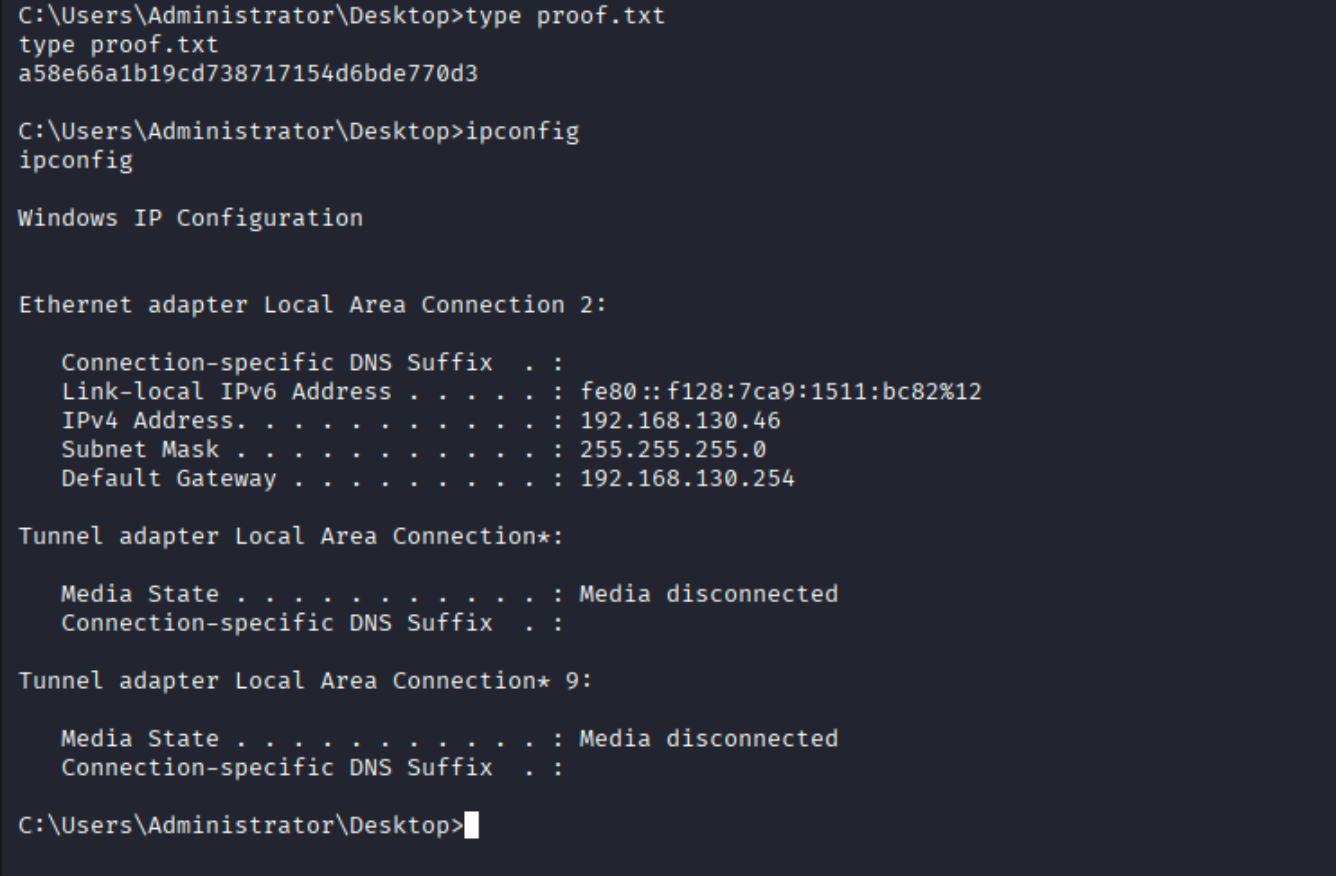 C:\Users\Administrator\Desktop>type proof.txt
type proof.txt
a58e66a1b19cd738717154d6bde770d3
C:\Users\Administrator\Desktop>ipconfig
ipconfig
Windows IP Configuration
Ethernet adapter Local Area Connection 2:
   Connection-specific DNS Suffix  . :
   Link-local IPv6 Address . . . . . : fe80::f128:7ca9:1511:bc82%12
   IPv4 Address. . . . . . . . . . . : 192.168.130.46
   Subnet Mask . . . . . . . . . . . : 255.255.255.0
   Default Gateway . . . . . . . . . : 192.168.130.254
Tunnel adapter Local Area Connection*:
   Media State . . . . . . . . . . . : Media disconnected
   Connection-specific DNS Suffix  . :
Tunnel adapter Local Area Connection* 9:
   Media State . . . . . . . . . . . : Media disconnected
   Connection-specific DNS Suffix  . :
C:\Users\Administrator\Desktop>